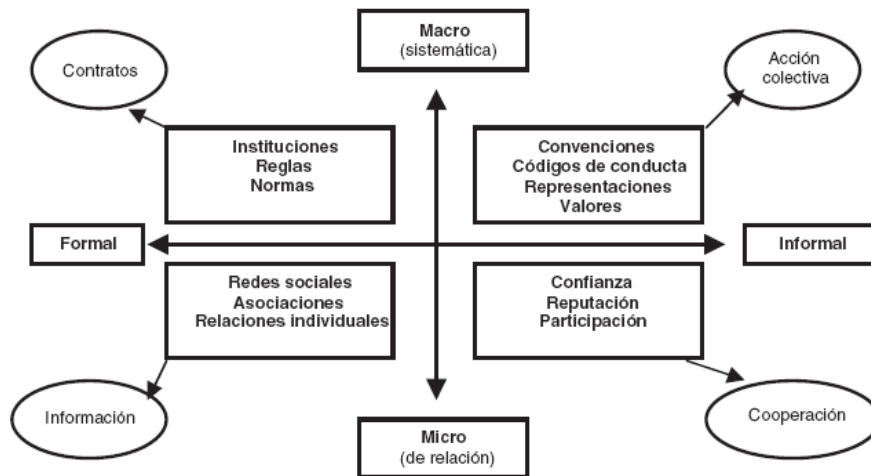 Macro
(sistemática)
Contratos
Acción
colectiva
Instituciones
Reglas
Normas
Convenciones
Códigos de conducta
Representaciones
Valores
Formal
Informal
Redes sociales
Asociaciones
Relaciones individuales
Confianza
Reputación
Participación
Información
Cooperación
Micro
(de relación)